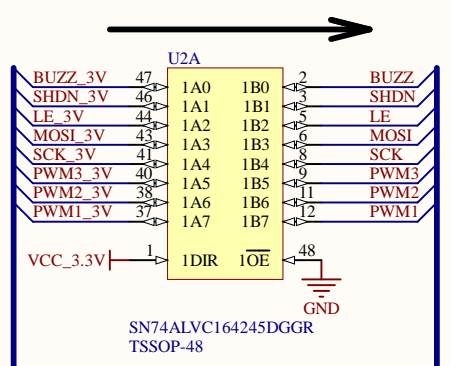 U2A
BUZZ_3V 47 1A0 1B0 2 BUZZ
SHDN_3V 46 1A1 1B1 3 SHDN
LE_3V 44 1A2 1B2 5 LE
MOSI_3V 43 1A3 1B3 6 MOSI
SCK_3V 41 1A4 1B4 8 SCK
PWM3_3V 40 1A5 1B5 9 PWM3
PWM2_3V 38 1A6 1B6 11 PWM2
PWM1_3V 37 1A7 1B7 12 PWM1
VCC_3.3V 1 1DIR 1OE 48
GND
SN74ALVC164245DGGR
TSSOP-48